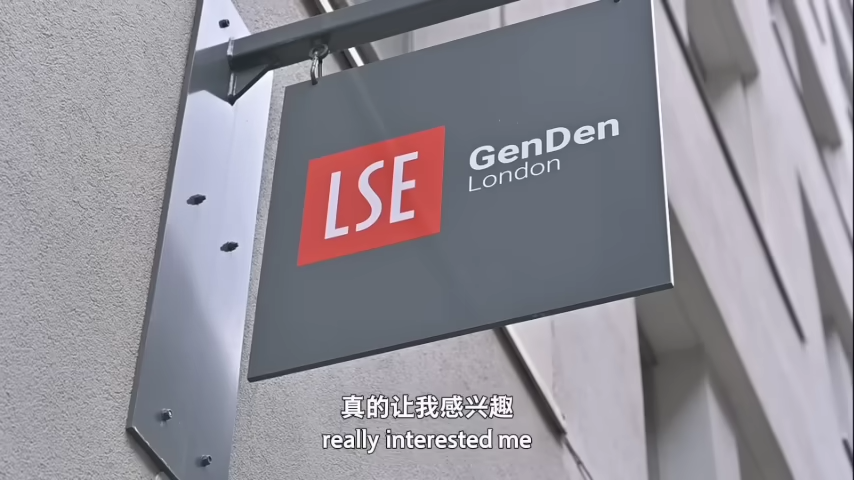 LSE
GenDen
London
真的让我感兴趣
really interested me